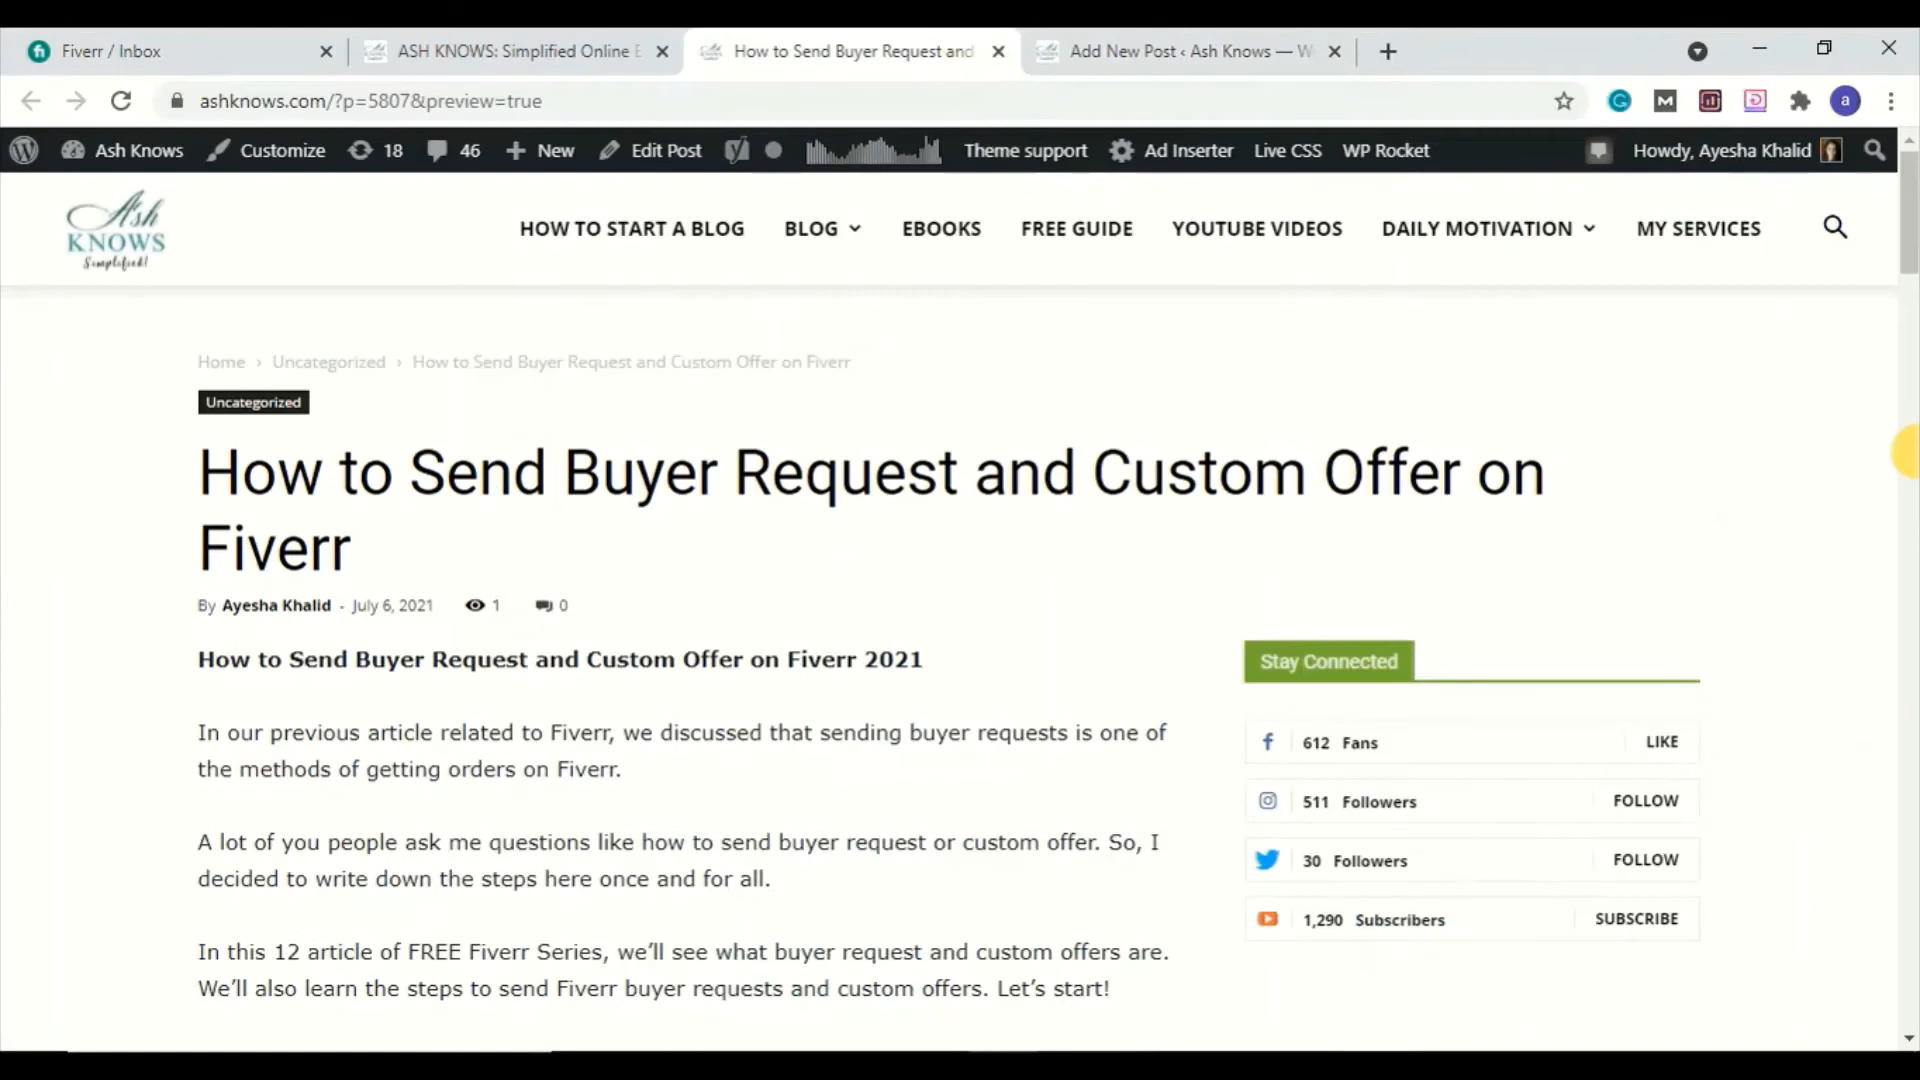 Fiverr / Inbox
ASH KNOWS: Simplified Online E
How to Send Buyer Request and
Add New Post ‹ Ash Knows — W
ashknows.com/?p=5807&preview=true
a
Ash Knows Customize 18 46 New Edit Post Theme support Ad Inserter Live CSS WP Rocket Howdy, Ayesha Khalid
Ash
KNOWS
Simplified!
HOW TO START A BLOG BLOG EBOOKS FREE GUIDE YOUTUBE VIDEOS DAILY MOTIVATION MY SERVICES
Home › Uncategorized › How to Send Buyer Request and Custom Offer on Fiverr
Uncategorized
How to Send Buyer Request and Custom Offer on
Fiverr
By Ayesha Khalid - July 6, 2021 1 0
How to Send Buyer Request and Custom Offer on Fiverr 2021
In our previous article related to Fiverr, we discussed that sending buyer requests is one of
the methods of getting orders on Fiverr.
A lot of you people ask me questions like how to send buyer request or custom offer. So, I
decided to write down the steps here once and for all.
In this 12 article of FREE Fiverr Series, we’ll see what buyer request and custom offers are.
We’ll also learn the steps to send Fiverr buyer requests and custom offers. Let’s start!
Stay Connected
612 Fans LIKE
511 Followers FOLLOW
30 Followers FOLLOW
1,290 Subscribers SUBSCRIBE